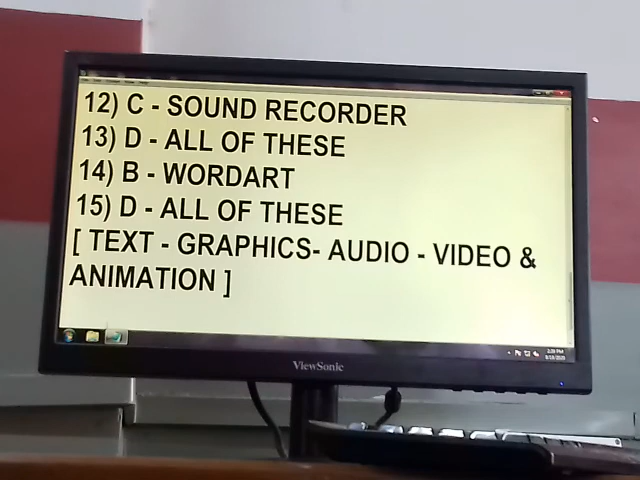 12) C - SOUND RECORDER
13) D - ALL OF THESE
14) B - WORDART
15) D - ALL OF THESE
[ TEXT - GRAPHICS- AUDIO - VIDEO &
ANIMATION ]
ViewSonic